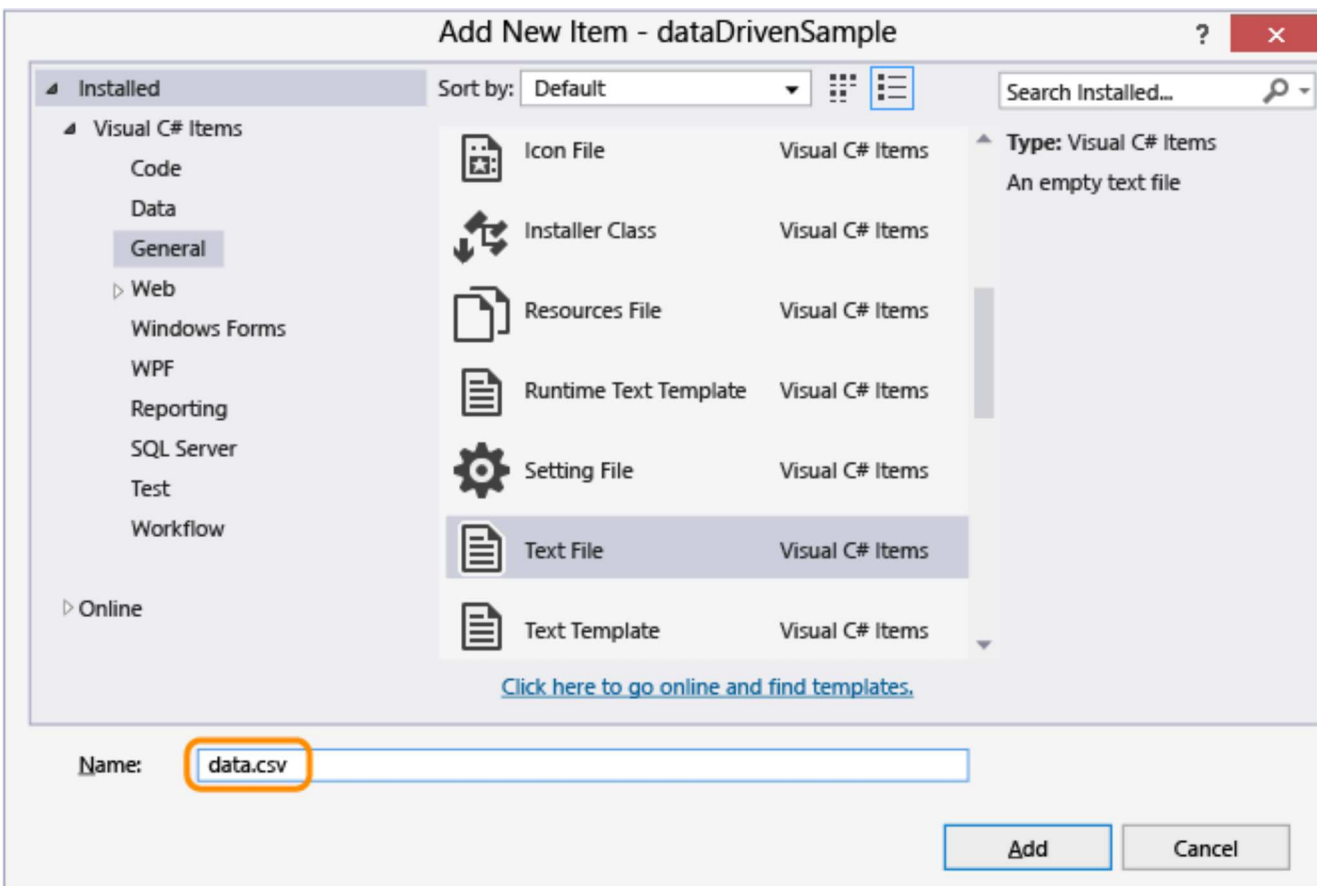 Add New Item - dataDrivenSample
?
Installed
Visual C# Items
Code
Data
General
Web
Windows Forms
WPF
Reporting
SQL Server
Test
Workflow
Online
Sort by: Default
Icon File Visual C# Items
Installer Class Visual C# Items
Resources File Visual C# Items
Runtime Text Template Visual C# Items
Setting File Visual C# Items
Text File Visual C# Items
Text Template Visual C# Items
Click here to go online and find templates.
Search Installed...
Type: Visual C# Items
An empty text file
Name: data.csv
Add Cancel